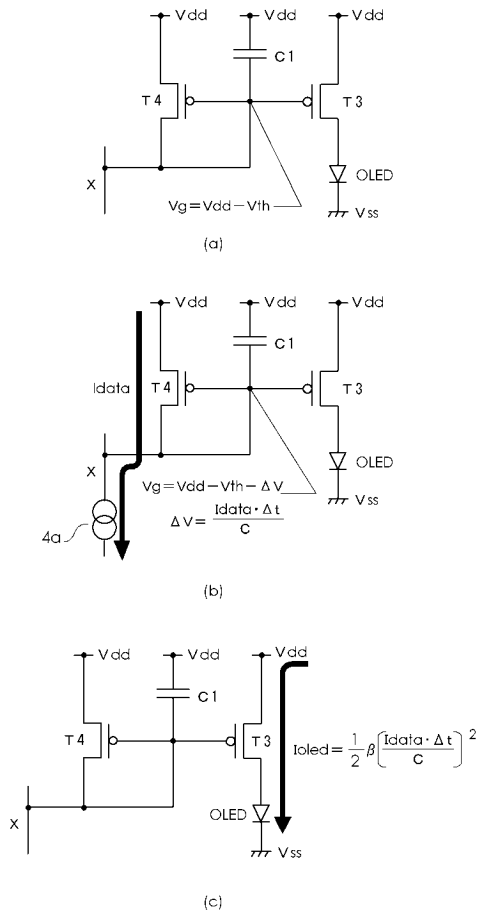 Vdd Vdd Vdd
C1
T4 T3
X OLED
Vg=Vdd−Vth Vss
(a)
Vdd Vdd Vdd
C1
Idata T4 T3
X OLED
Vg=Vdd−Vth−ΔV Vss
4a ΔV= Idata・Δt / C
(b)
Vdd Vdd Vdd
C1
T4 T3 Ioled= 1/2 β(Idata・Δt / C)²
OLED
X
Vss
(c)